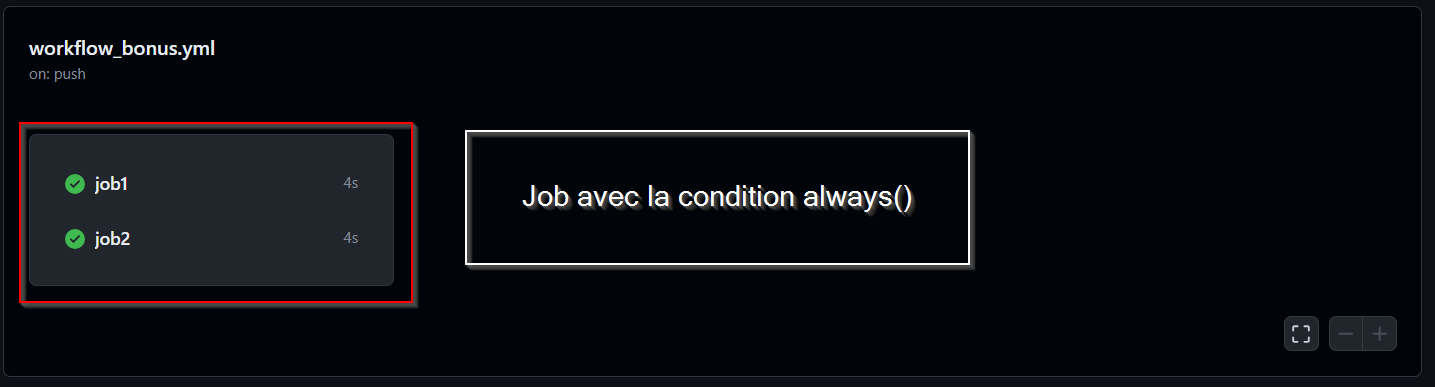 workflow_bonus.yml
on: push
job1 4s
job2 4s
Job avec la condition always()